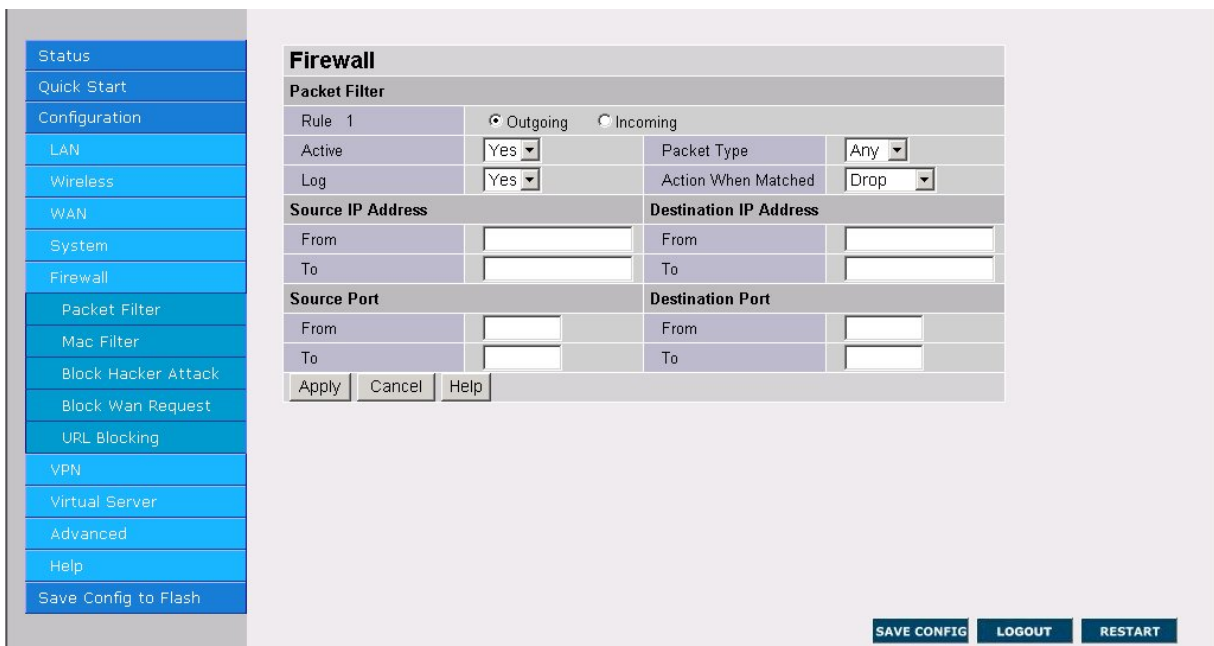 Status
Quick Start
Configuration
LAN
Wireless
WAN
System
Firewall
Packet Filter
Mac Filter
Block Hacker Attack
Block Wan Request
URL Blocking
VPN
Virtual Server
Advanced
Help
Save Config to Flash
Firewall
Packet Filter
Rule 1 Outgoing Incoming
Active Yes Packet Type Any
Log Yes Action When Matched Drop
Source IP Address Destination IP Address
From From
To To
Source Port Destination Port
From From
To To
Apply Cancel Help
SAVE CONFIG LOGOUT RESTART